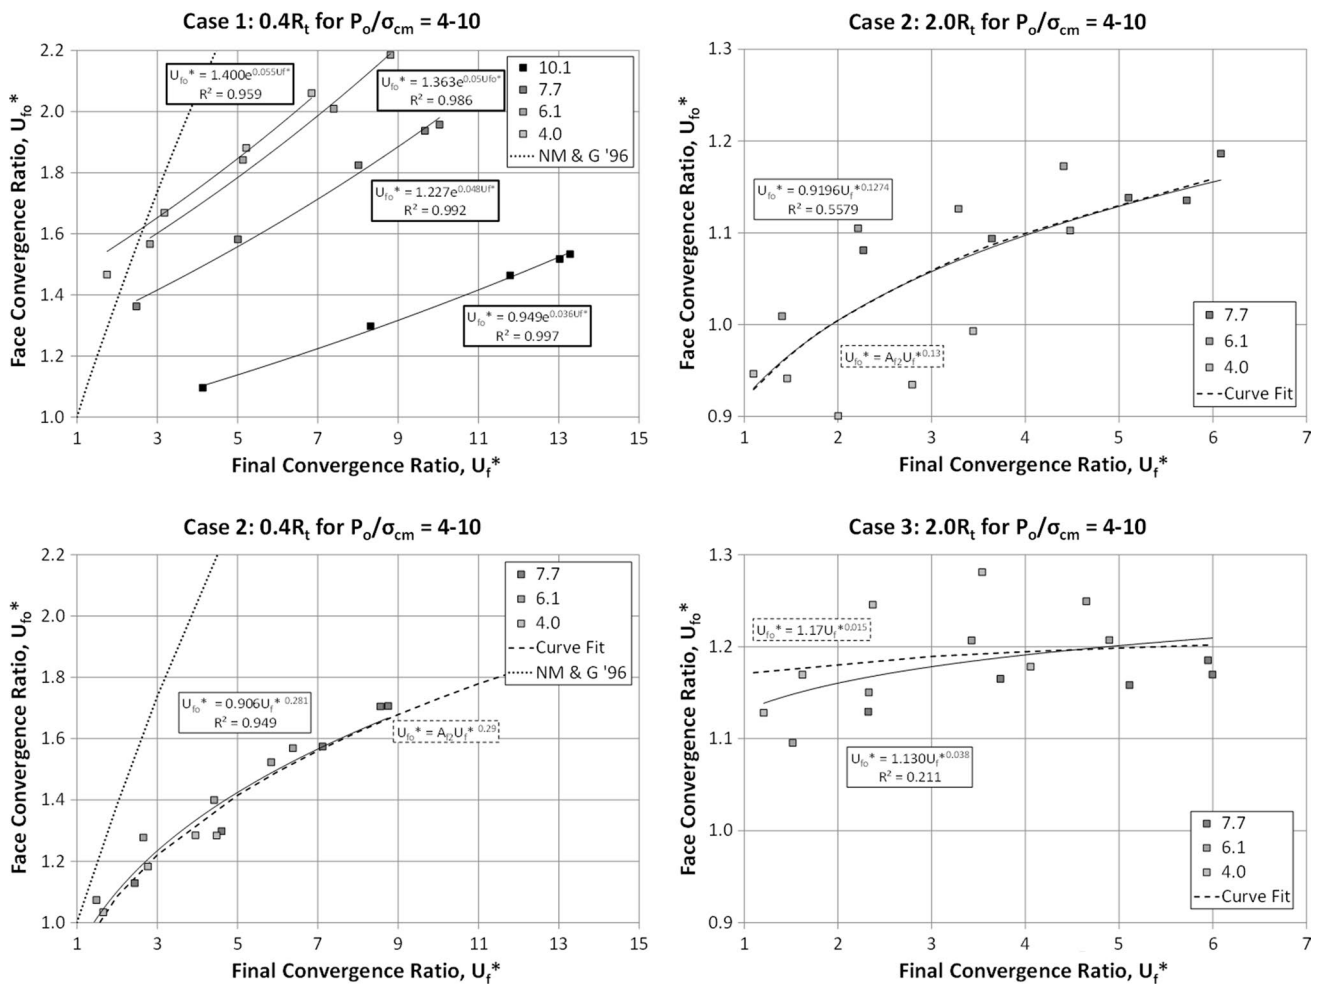 Case 1: 0.4Rt for Po/σcm = 4-10
Face Convergence Ratio, Ufo*
2.2
2.0
1.8
1.6
1.4
1.2
1.0
Ufo* = 1.400e0.055Uf*
R² = 0.959
Ufo* = 1.363e0.05Ufo*
R² = 0.986
Ufo* = 1.227e0.048Uf*
R² = 0.992
Ufo* = 0.949e0.036Uf*
R² = 0.997
10.1
7.7
6.1
4.0
NM & G '96
1 3 5 7 9 11 13 15
Final Convergence Ratio, Uf*
Case 2: 2.0Rt for Po/σcm = 4-10
Face Convergence Ratio, Ufo*
1.3
1.2
1.1
1.0
0.9
Ufo* = 0.9196Uf*0.1274
R² = 0.5579
Ufo* = Af2Uf*0.13
7.7
6.1
4.0
Curve Fit
1 2 3 4 5 6 7
Final Convergence Ratio, Uf*
Case 2: 0.4Rt for Po/σcm = 4-10
Face Convergence Ratio, Ufo*
2.2
2.0
1.8
1.6
1.4
1.2
1.0
Ufo* = 0.906Uf* 0.281
R² = 0.949
Ufo* = Af2Uf* 0.29
7.7
6.1
4.0
Curve Fit
NM & G '96
1 3 5 7 9 11 13 15
Final Convergence Ratio, Uf*
Case 3: 2.0Rt for Po/σcm = 4-10
Face Convergence Ratio, Ufo*
1.3
1.2
1.1
1.0
0.9
Ufo* = 1.17Uf*0.015
Ufo* = 1.130Uf*0.038
R² = 0.211
7.7
6.1
4.0
Curve Fit
1 2 3 4 5 6 7
Final Convergence Ratio, Uf*